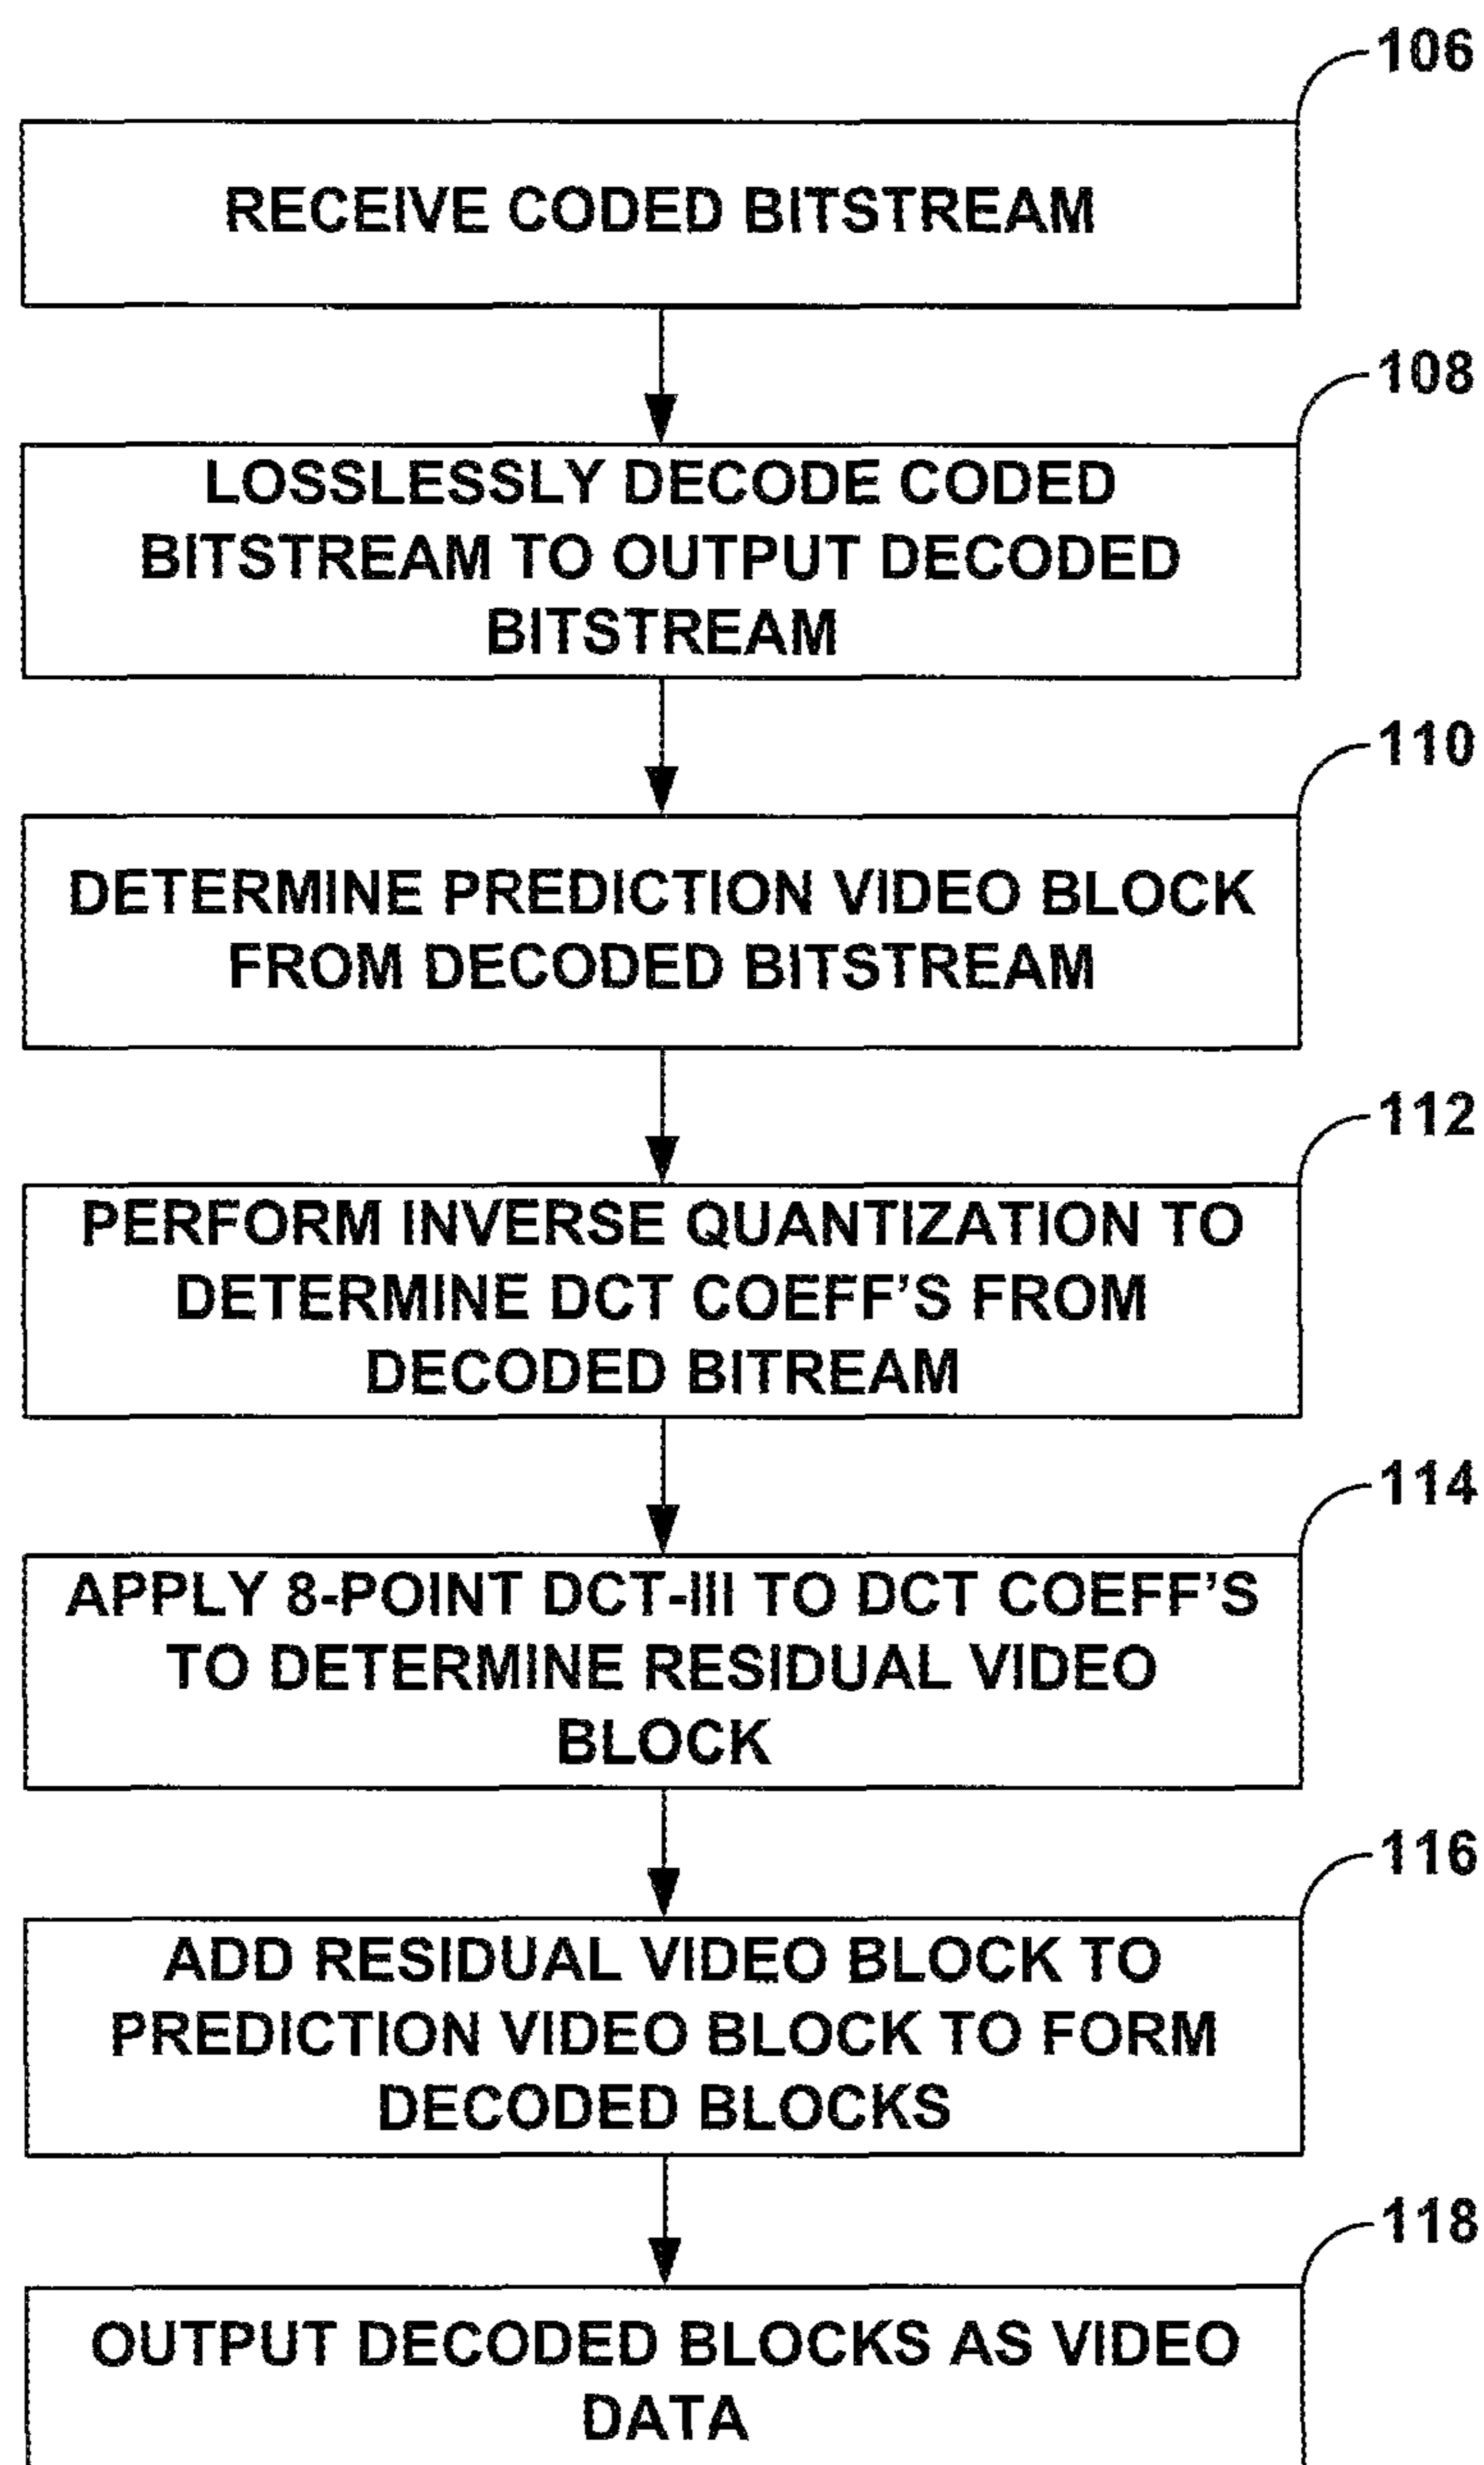 106
RECEIVE CODED BITSTREAM
108
LOSSLESSLY DECODE CODED
BITSTREAM TO OUTPUT DECODED
BITSTREAM
110
DETERMINE PREDICTION VIDEO BLOCK
FROM DECODED BITSTREAM
112
PERFORM INVERSE QUANTIZATION TO
DETERMINE DCT COEFF'S FROM
DECODED BITREAM
114
APPLY 8-POINT DCT-III TO DCT COEFF'S
TO DETERMINE RESIDUAL VIDEO
BLOCK
116
ADD RESIDUAL VIDEO BLOCK TO
PREDICTION VIDEO BLOCK TO FORM
DECODED BLOCKS
118
OUTPUT DECODED BLOCKS AS VIDEO
DATA